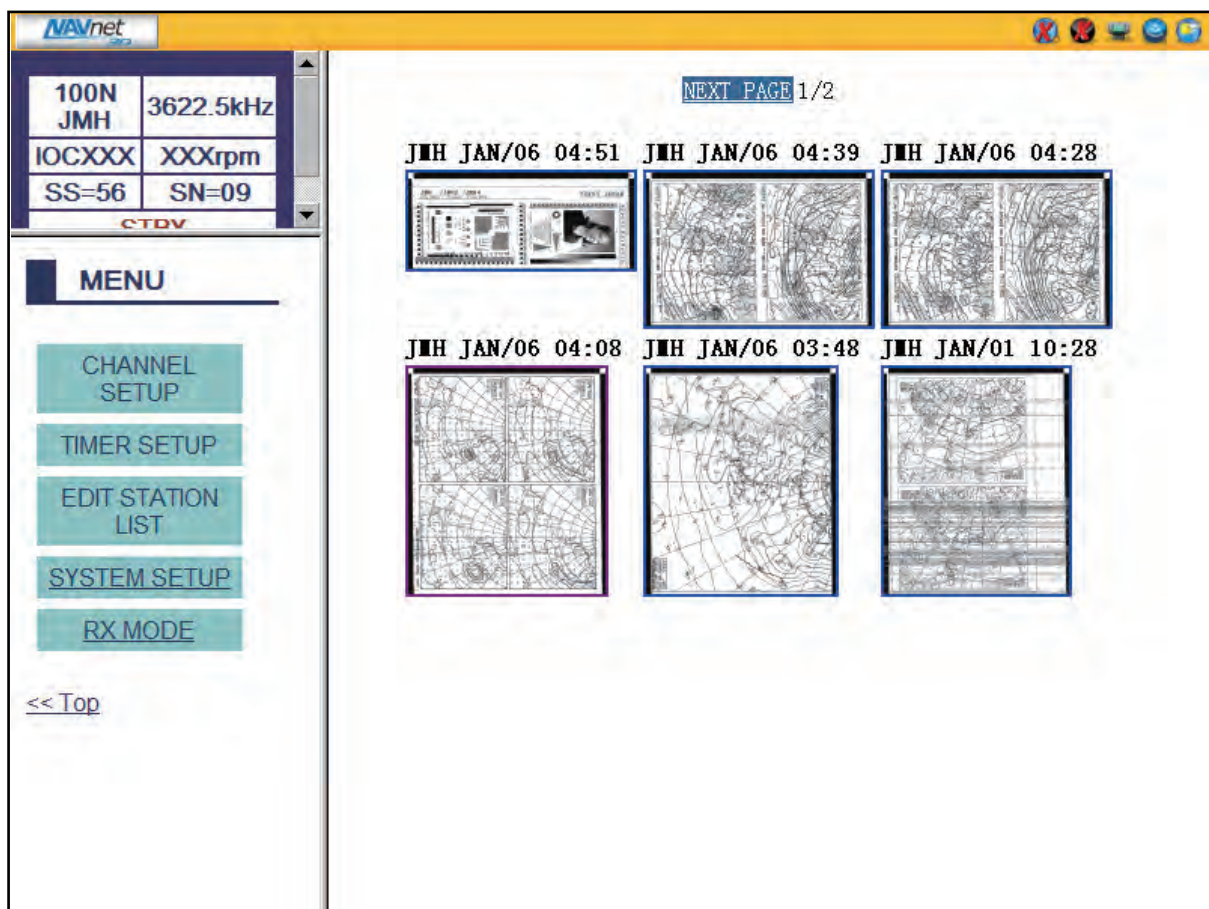 NAVnet
3D
100N
JMH
3622.5kHz
IOCXXX
XXXrpm
SS=56
SN=09
STBY
MENU
CHANNEL
SETUP
TIMER SETUP
EDIT STATION
LIST
SYSTEM SETUP
RX MODE
<< Top
NEXT PAGE 1/2
JMH JAN/06 04:51 JMH JAN/06 04:39 JMH JAN/06 04:28
JMH JAN/06 04:08 JMH JAN/06 03:48 JMH JAN/01 10:28